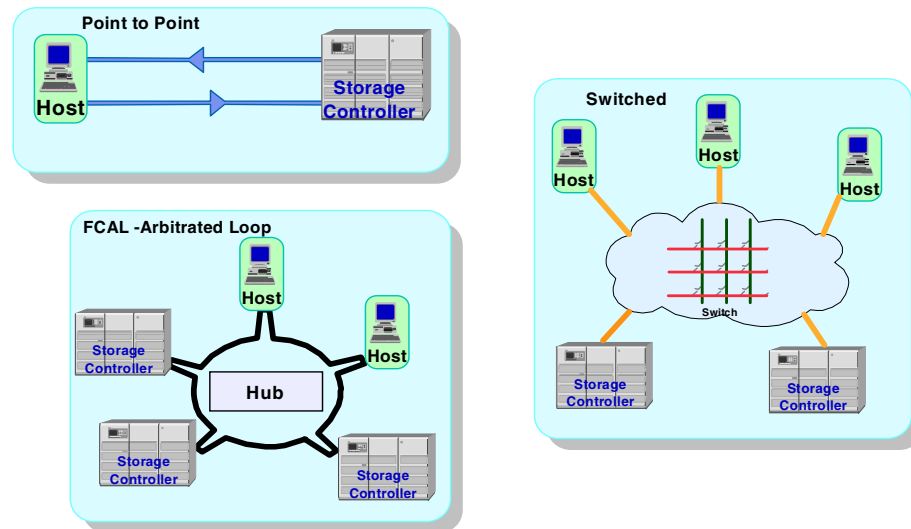 Point to Point
Host
Storage
Controller
Switched
Host
Host
Host
Switch
Storage
Controller
Storage
Controller
FCAL -Arbitrated Loop
Host
Host
Storage
Controller
Hub
Storage
Controller
Storage
Controller